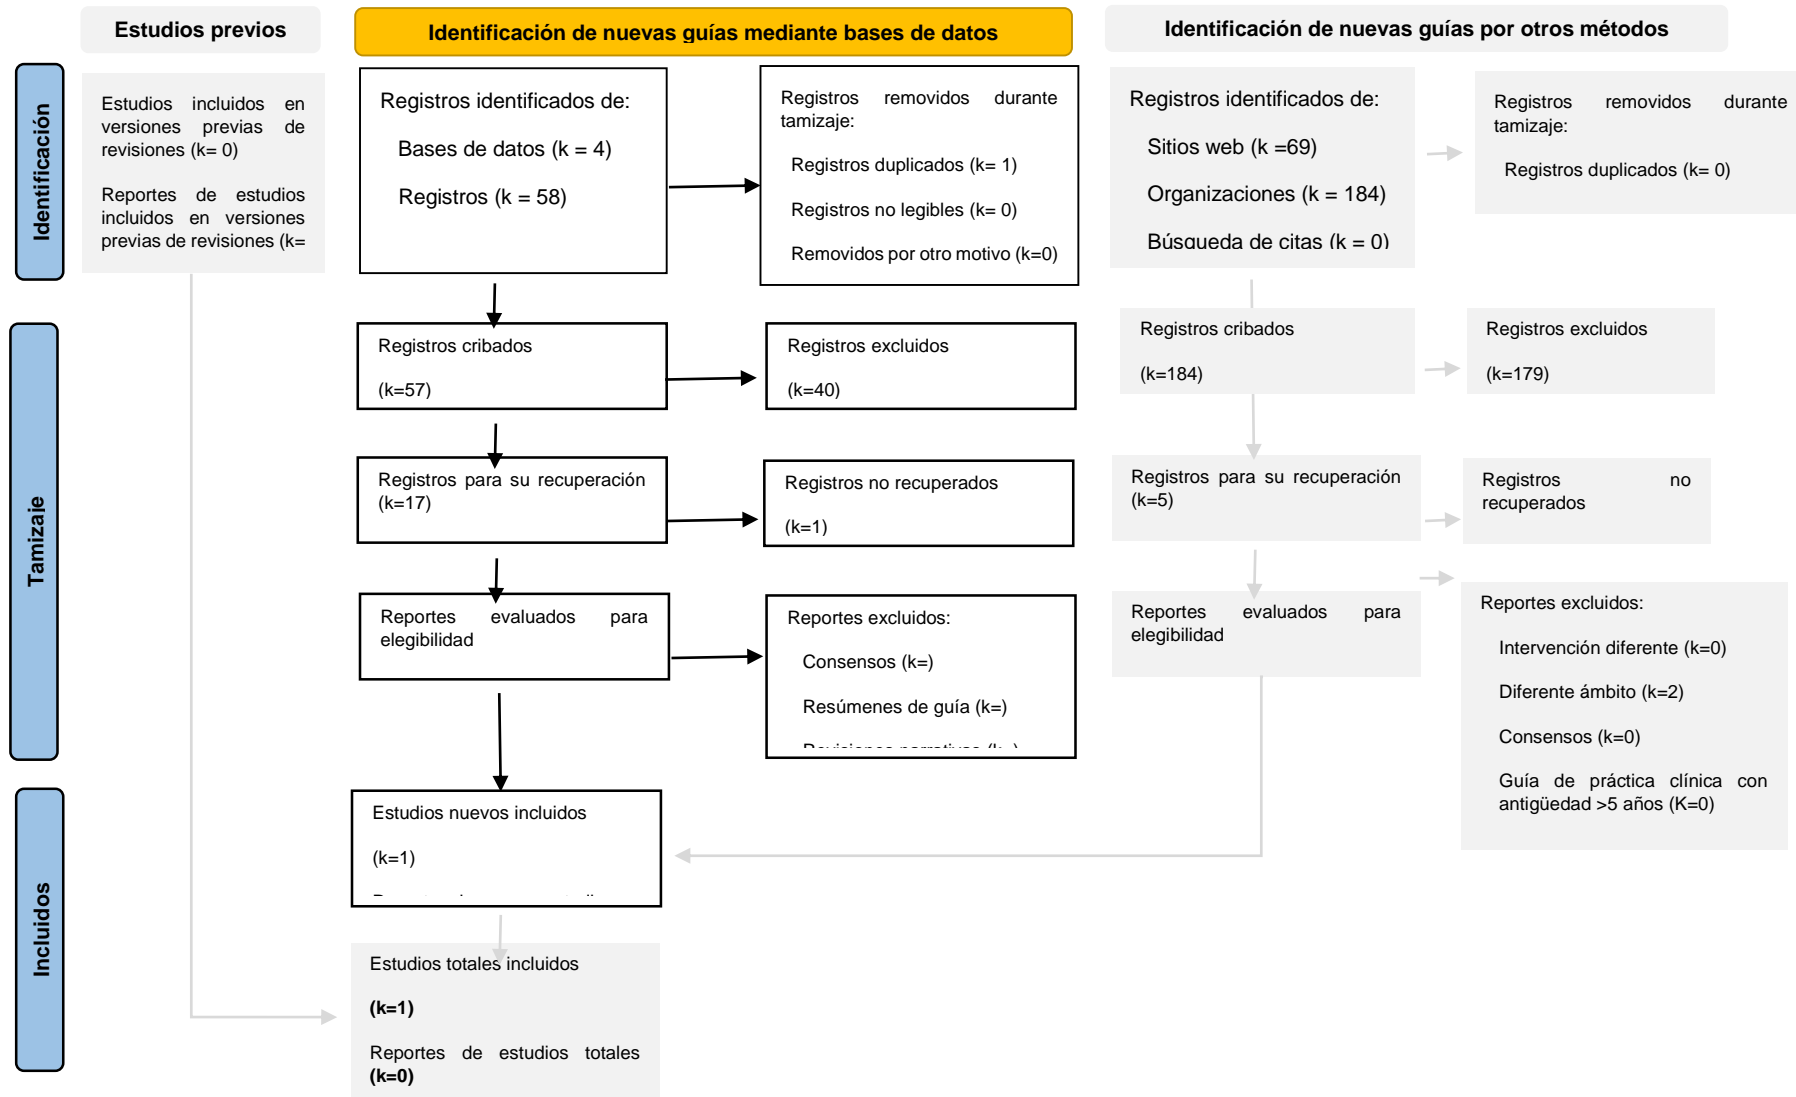 Estudios previos
Identificación de nuevas guías mediante bases de datos
Identificación de nuevas guías por otros métodos
Identificación
Estudios incluidos en
versiones previas de
revisiones (k= 0)
Reportes de estudios
incluidos en versiones
previas de revisiones (k=
Registros identificados de:
Bases de datos (k = 4)
Registros (k = 58)
Registros removidos durante
tamizaje:
Registros duplicados (k= 1)
Registros no legibles (k= 0)
Removidos por otro motivo (k=0)
Registros identificados de:
Sitios web (k =69)
Organizaciones (k = 184)
Búsqueda de citas (k = 0)
Registros removidos durante
tamizaje:
Registros duplicados (k= 0)
Tamizaje
Registros cribados
(k=57)
Registros excluidos
(k=40)
Registros cribados
(k=184)
Registros excluidos
(k=179)
Registros para su recuperación
(k=17)
Registros no recuperados
(k=1)
Registros para su recuperación
(k=5)
Registros no
recuperados
Reportes evaluados para
elegibilidad
Reportes excluidos:
Consensos (k=)
Resúmenes de guía (k=)
Reportes evaluados para
elegibilidad
Reportes excluidos:
Intervención diferente (k=0)
Diferente ámbito (k=2)
Consensos (k=0)
Guía de práctica clínica con
antigüedad >5 años (K=0)
Incluidos
Estudios nuevos incluidos
(k=1)
Estudios totales incluidos
(k=1)
Reportes de estudios totales
(k=0)